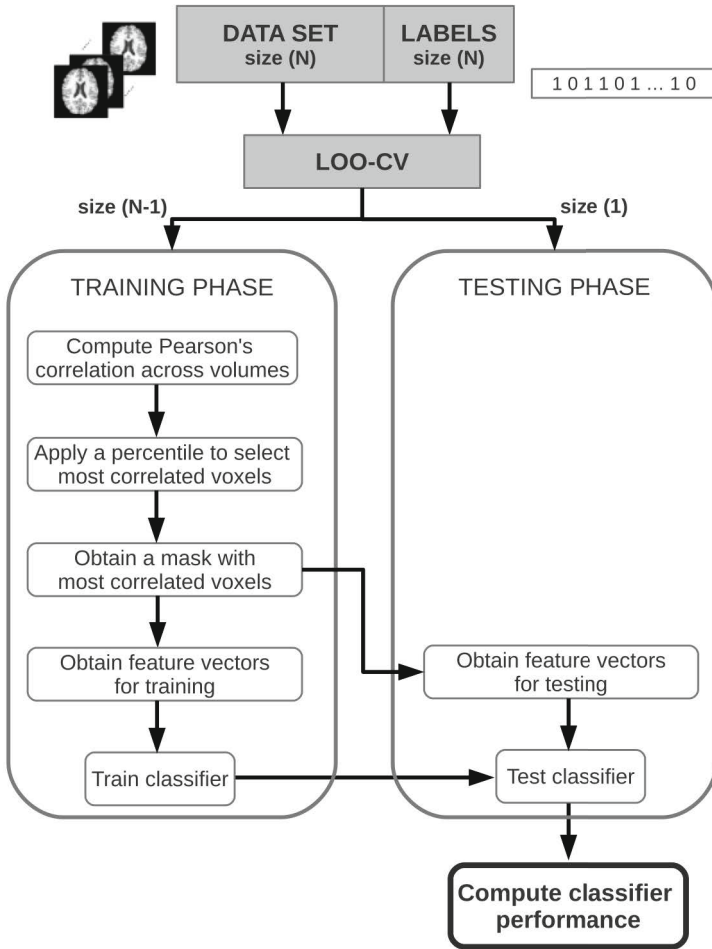 DATA SET
size (N)
LABELS
size (N)
1 0 1 1 0 1 ... 1 0
LOO-CV
size (N-1)
size (1)
TRAINING PHASE
Compute Pearson's
correlation across volumes
Apply a percentile to select
most correlated voxels
Obtain a mask with
most correlated voxels
Obtain feature vectors
for training
Train classifier
TESTING PHASE
Obtain feature vectors
for testing
Test classifier
Compute classifier
performance